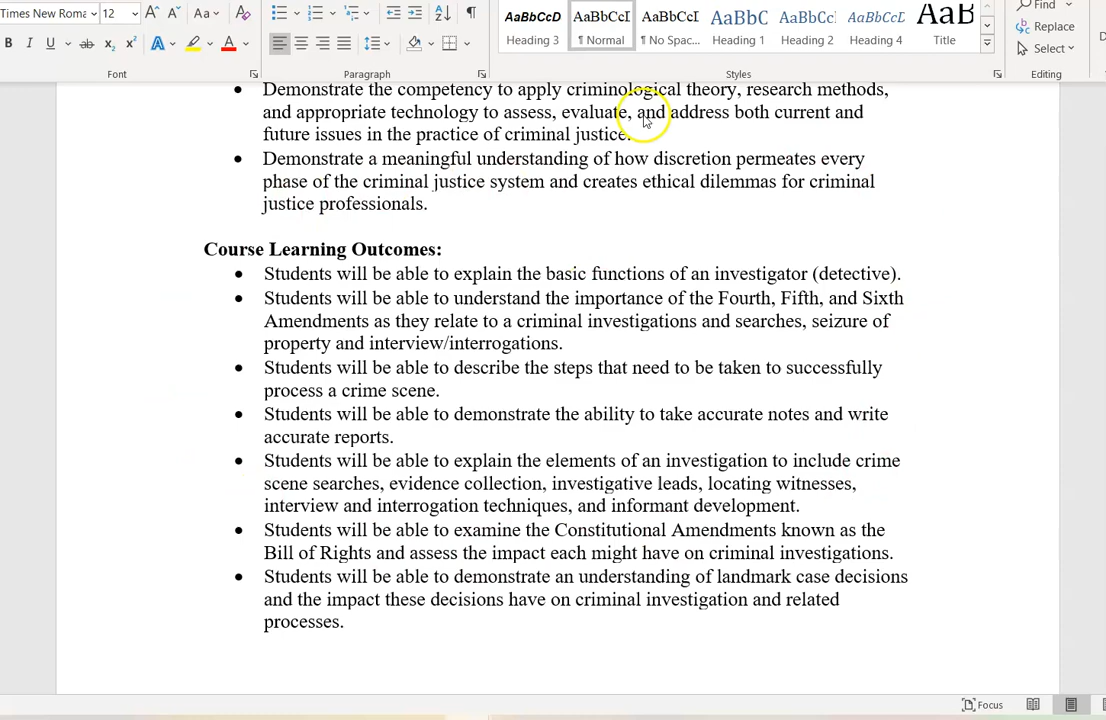 Times New Roma
12
Aa
Find
Replace
Select
AaBbCcD
AaBbCcI
AaBbCcI
AaBbC
AaBbCc
AaBbCcD
AaB
Heading 3
¶ Normal
¶ No Spac...
Heading 1
Heading 2
Heading 4
Title
B I U ab x₂ x² A A
Font
Paragraph
Styles
Editing
• Demonstrate the competency to apply criminological theory, research methods,
and appropriate technology to assess, evaluate, and address both current and
future issues in the practice of criminal justice.
• Demonstrate a meaningful understanding of how discretion permeates every
phase of the criminal justice system and creates ethical dilemmas for criminal
justice professionals.
Course Learning Outcomes:
• Students will be able to explain the basic functions of an investigator (detective).
• Students will be able to understand the importance of the Fourth, Fifth, and Sixth
Amendments as they relate to a criminal investigations and searches, seizure of
property and interview/interrogations.
• Students will be able to describe the steps that need to be taken to successfully
process a crime scene.
• Students will be able to demonstrate the ability to take accurate notes and write
accurate reports.
• Students will be able to explain the elements of an investigation to include crime
scene searches, evidence collection, investigative leads, locating witnesses,
interview and interrogation techniques, and informant development.
• Students will be able to examine the Constitutional Amendments known as the
Bill of Rights and assess the impact each might have on criminal investigations.
• Students will be able to demonstrate an understanding of landmark case decisions
and the impact these decisions have on criminal investigation and related
processes.
Focus